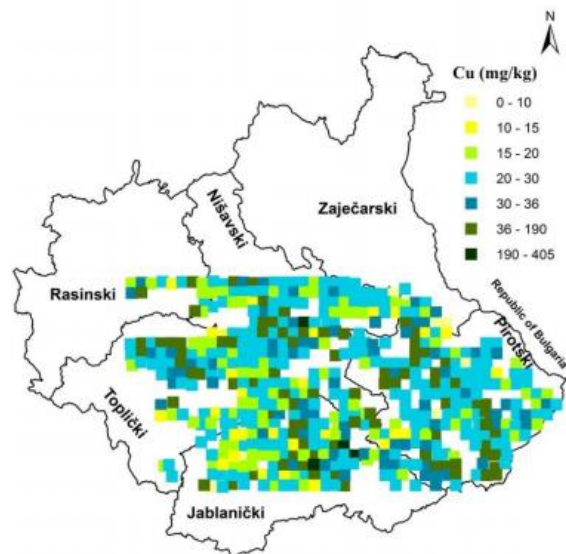 N
Cu (mg/kg)
0 - 10
10 - 15
15 - 20
20 - 30
30 - 36
36 - 190
190 - 405
Zaječarski
Nišavski
Rasinski
Republic of Bulgaria
Pirotski
Toplički
Jablanički